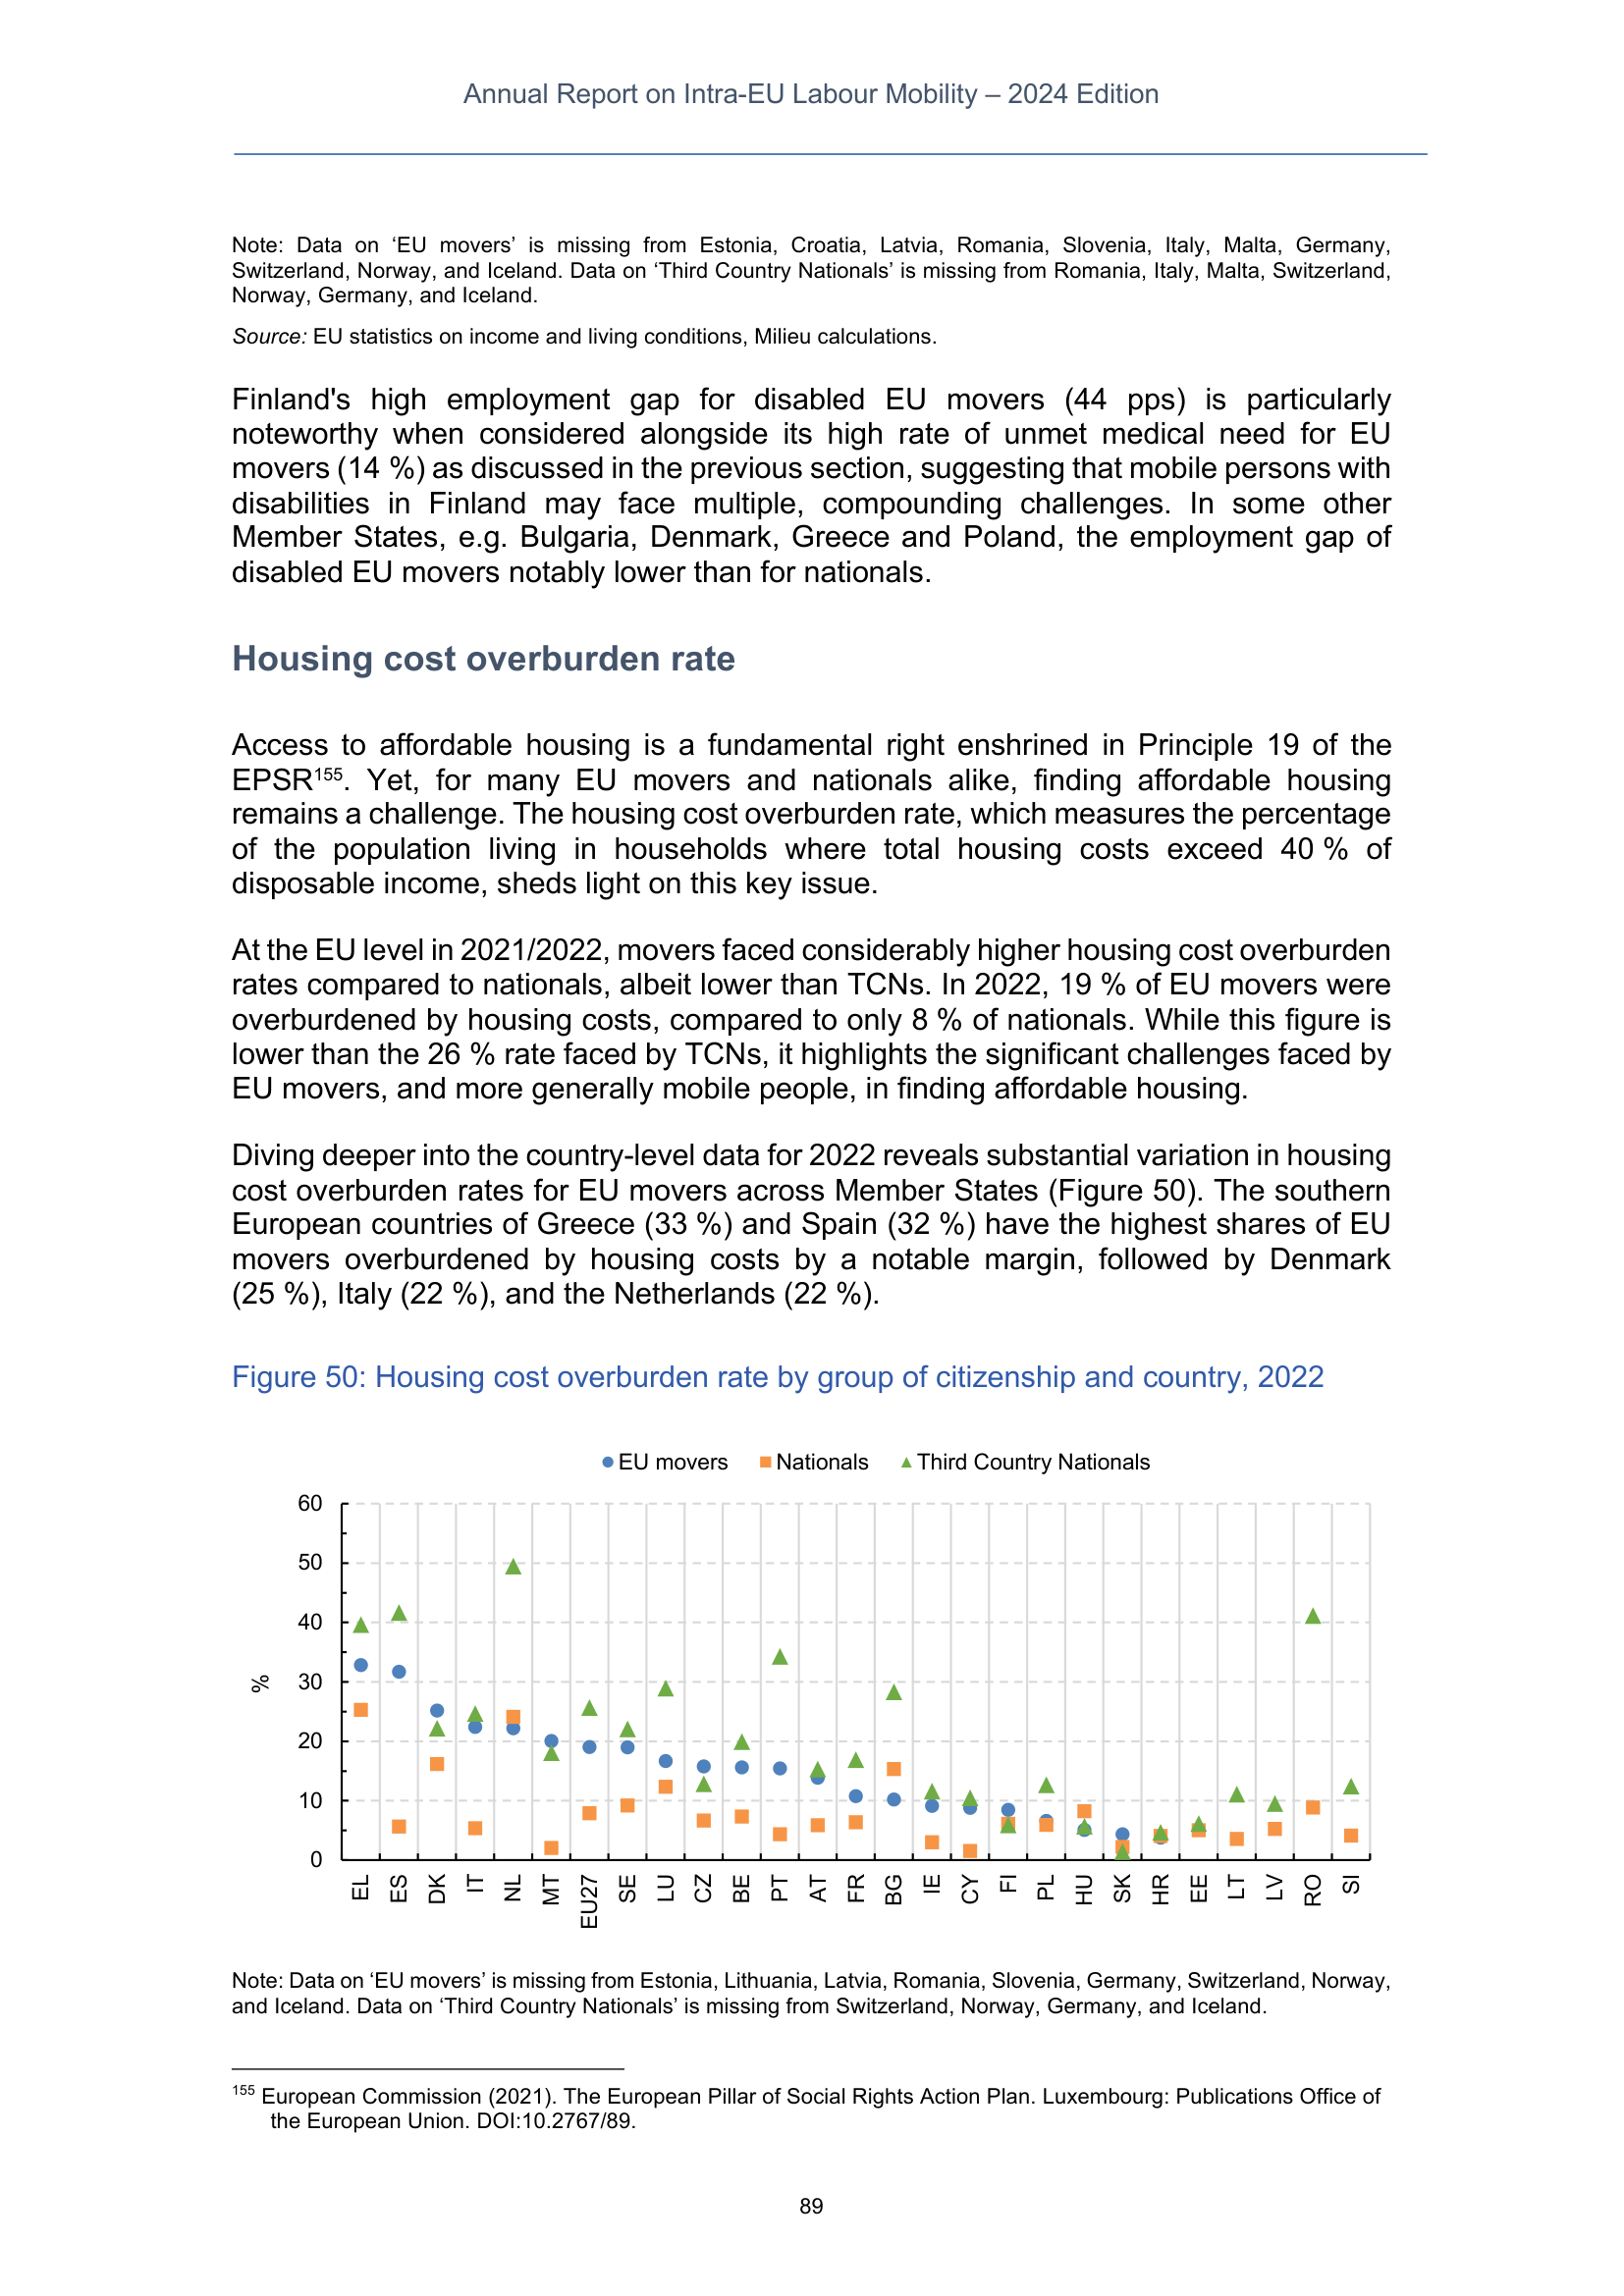 Annual Report on Intra-EU Labour Mobility – 2024 Edition
Note: Data on ‘EU movers’ is missing from Estonia, Croatia, Latvia, Romania, Slovenia, Italy, Malta, Germany,
Switzerland, Norway, and Iceland. Data on ‘Third Country Nationals’ is missing from Romania, Italy, Malta, Switzerland,
Norway, Germany, and Iceland.
Source: EU statistics on income and living conditions, Milieu calculations.
Finland's high employment gap for disabled EU movers (44 pps) is particularly
noteworthy when considered alongside its high rate of unmet medical need for EU
movers (14 %) as discussed in the previous section, suggesting that mobile persons with
disabilities in Finland may face multiple, compounding challenges. In some other
Member States, e.g. Bulgaria, Denmark, Greece and Poland, the employment gap of
disabled EU movers notably lower than for nationals.
Housing cost overburden rate
Access to affordable housing is a fundamental right enshrined in Principle 19 of the
EPSR155. Yet, for many EU movers and nationals alike, finding affordable housing
remains a challenge. The housing cost overburden rate, which measures the percentage
of the population living in households where total housing costs exceed 40 % of
disposable income, sheds light on this key issue.
At the EU level in 2021/2022, movers faced considerably higher housing cost overburden
rates compared to nationals, albeit lower than TCNs. In 2022, 19 % of EU movers were
overburdened by housing costs, compared to only 8 % of nationals. While this figure is
lower than the 26 % rate faced by TCNs, it highlights the significant challenges faced by
EU movers, and more generally mobile people, in finding affordable housing.
Diving deeper into the country-level data for 2022 reveals substantial variation in housing
cost overburden rates for EU movers across Member States (Figure 50). The southern
European countries of Greece (33 %) and Spain (32 %) have the highest shares of EU
movers overburdened by housing costs by a notable margin, followed by Denmark
(25 %), Italy (22 %), and the Netherlands (22 %).
Figure 50: Housing cost overburden rate by group of citizenship and country, 2022
EU movers Nationals Third Country Nationals
60
50
40
30
20
10
0
%
EL ES DK IT NL MT EU27 SE LU CZ BE PT AT FR BG IE CY FI PL HU SK HR EE LT LV RO SI
Note: Data on ‘EU movers’ is missing from Estonia, Lithuania, Latvia, Romania, Slovenia, Germany, Switzerland, Norway,
and Iceland. Data on ‘Third Country Nationals’ is missing from Switzerland, Norway, Germany, and Iceland.
155 European Commission (2021). The European Pillar of Social Rights Action Plan. Luxembourg: Publications Office of
the European Union. DOI:10.2767/89.
89